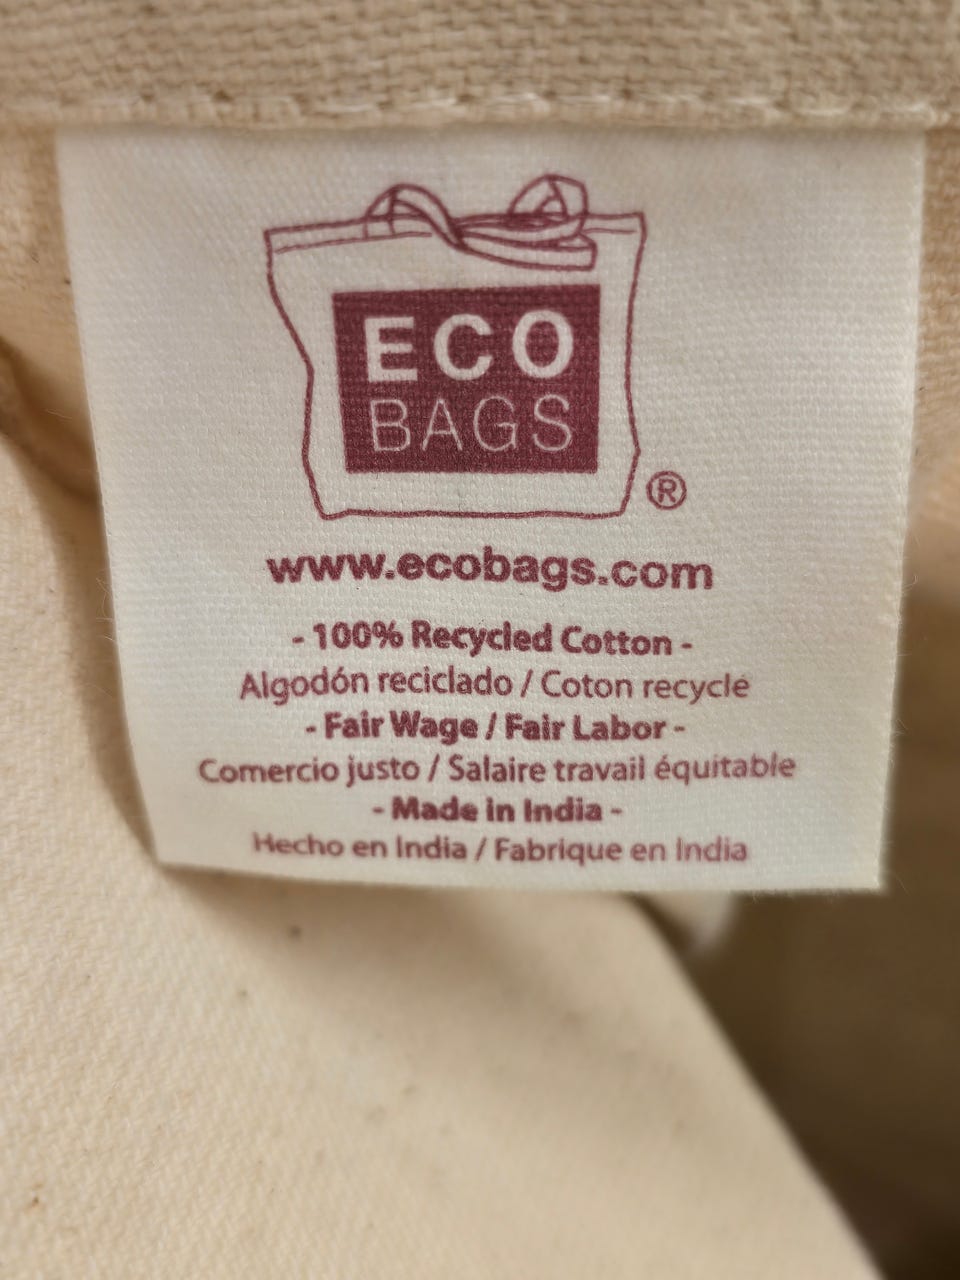 ECO
BAGS
®
www.ecobags.com
- 100% Recycled Cotton -
Algodón reciclado / Coton recyclé
- Fair Wage / Fair Labor -
Comercio justo / Salaire travail équitable
- Made in India -
Hecho en India / Fabrique en India